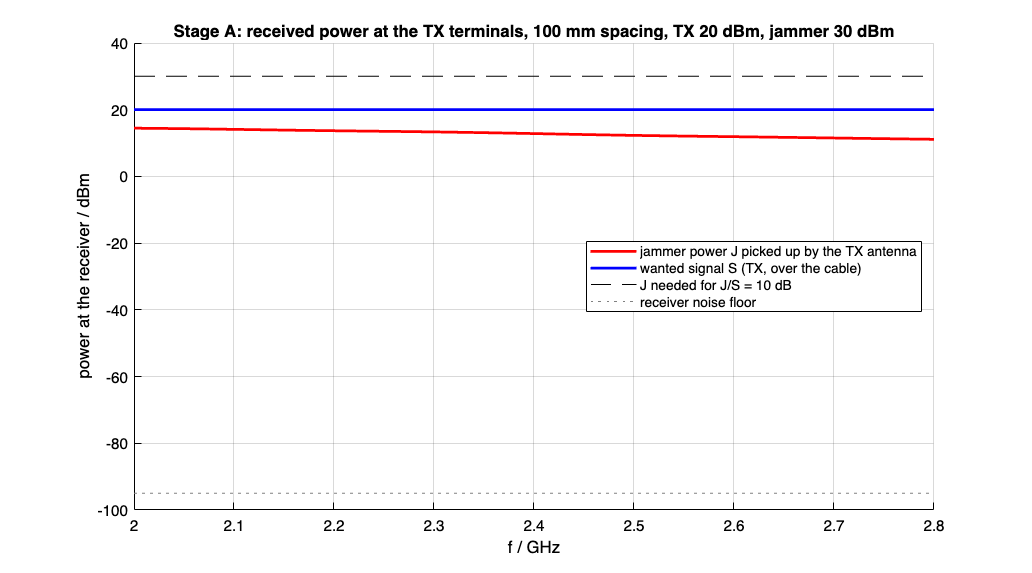 Stage A: received power at the TX terminals, 100 mm spacing, TX 20 dBm, jammer 30 dBm
40
20
0
-20
-40
-60
-80
-100
power at the receiver / dBm
jammer power J picked up by the TX antenna
wanted signal S (TX, over the cable)
J needed for J/S = 10 dB
receiver noise floor
2
2.1
2.2
2.3
2.4
2.5
2.6
2.7
2.8
f / GHz